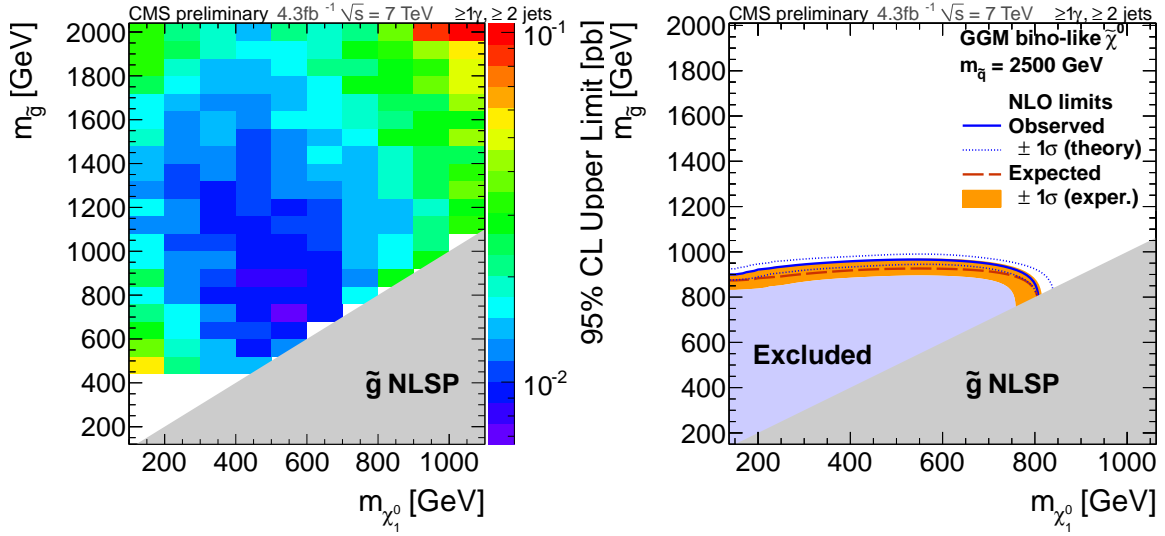 CMS preliminary 4.3fb⁻¹ √s = 7 TeV ≥1γ, ≥ 2 jets
m_g̃ [GeV]
2000
1800
1600
1400
1200
1000
800
600
400
200
g̃ NLSP
200 400 600 800 1000
m_χ₁⁰ [GeV]
10⁻¹
10⁻²
95% CL Upper Limit [pb]
CMS preliminary 4.3fb⁻¹ √s = 7 TeV ≥1γ, ≥ 2 jets
m_g̃ [GeV]
2000
1800
1600
1400
1200
1000
800
600
400
200
GGM bino-like χ̃⁰
m_q̃ = 2500 GeV
NLO limits
Observed
± 1σ (theory)
Expected
± 1σ (exper.)
Excluded
g̃ NLSP
200 400 600 800 1000
m_χ₁⁰ [GeV]